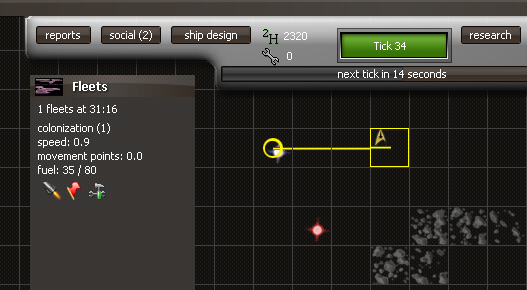 reports
social (2)
ship design
²H 2320
0
Tick 34
research
next tick in 14 seconds
Fleets
1 fleets at 31:16
colonization (1)
speed: 0.9
movement points: 0.0
fuel: 35 / 80